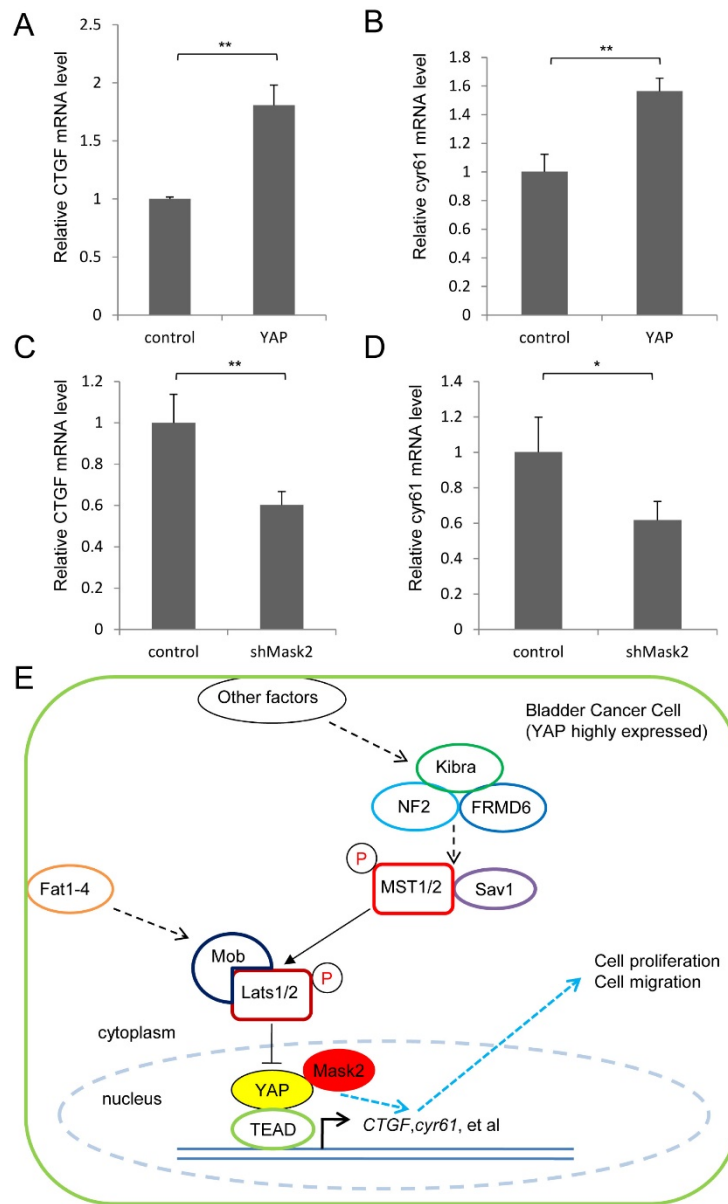 A
Relative CTGF mRNA level
2.5
2
1.5
1
0.5
0
**
control
YAP
B
Relative cyr61 mRNA level
1.8
1.6
1.4
1.2
1
0.8
0.6
0.4
0.2
0
**
control
YAP
C
Relative CTGF mRNA level
1.2
1
0.8
0.6
0.4
0.2
0
**
control
shMask2
D
Relative cyr61 mRNA level
1.4
1.2
1
0.8
0.6
0.4
0.2
0
*
control
shMask2
E
Other factors
Bladder Cancer Cell
(YAP highly expressed)
Kibra
NF2
FRMD6
P
MST1/2
Sav1
Fat1-4
Mob
Lats1/2
P
Cell proliferation
Cell migration
cytoplasm
nucleus
YAP
Mask2
TEAD
CTGF,cyr61, et al